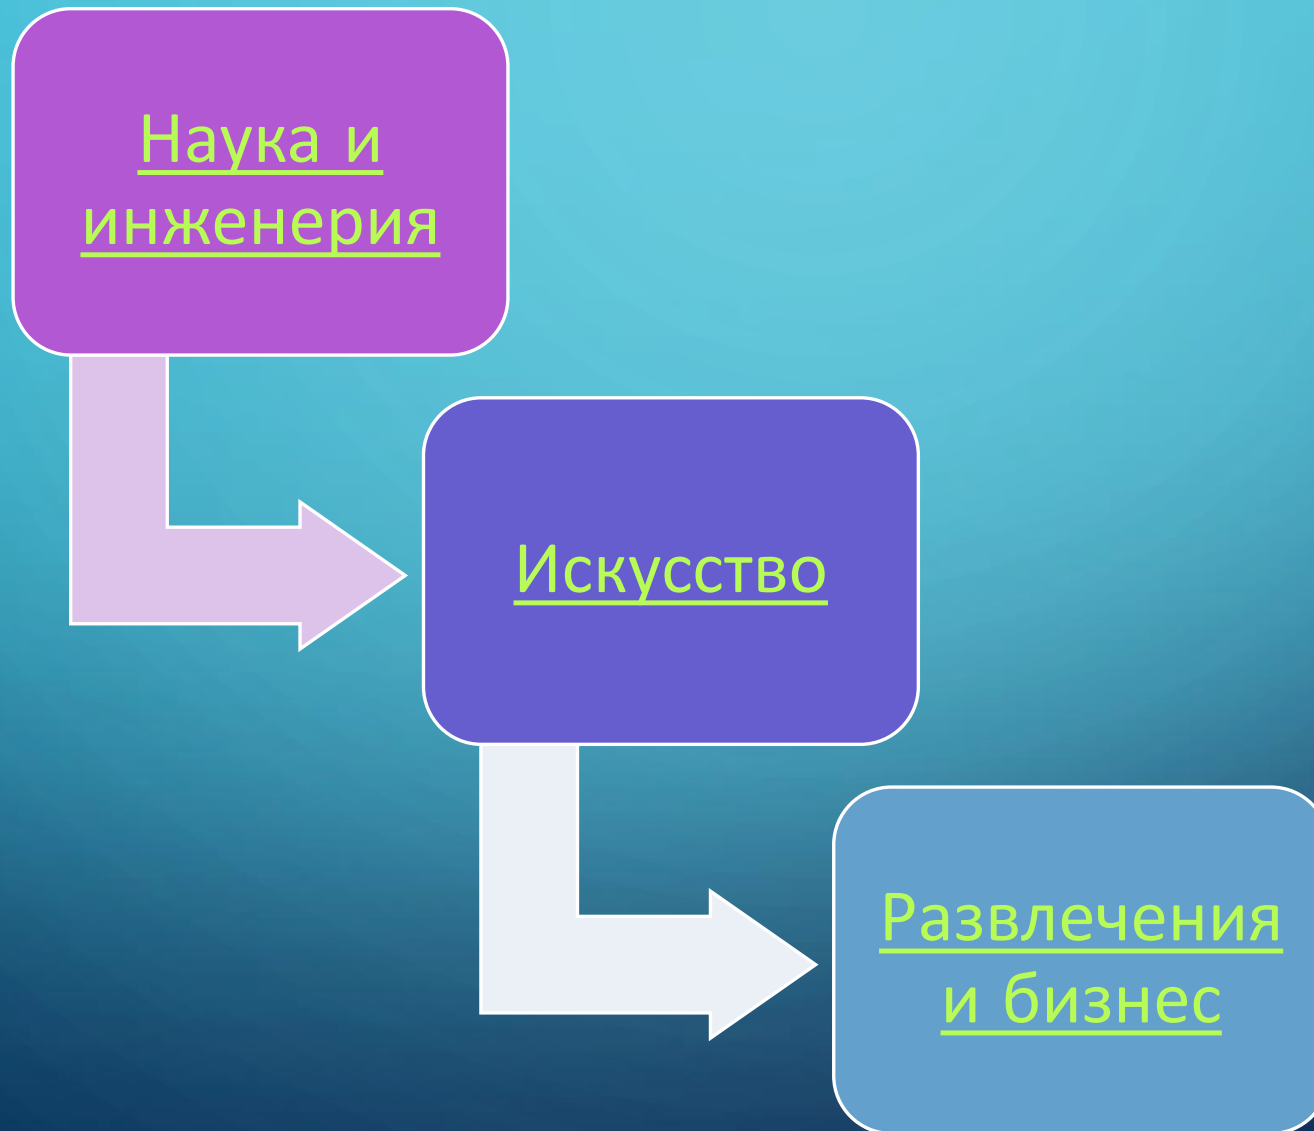 Наука и
инженерия
Искусство
Развлечения
и бизнес